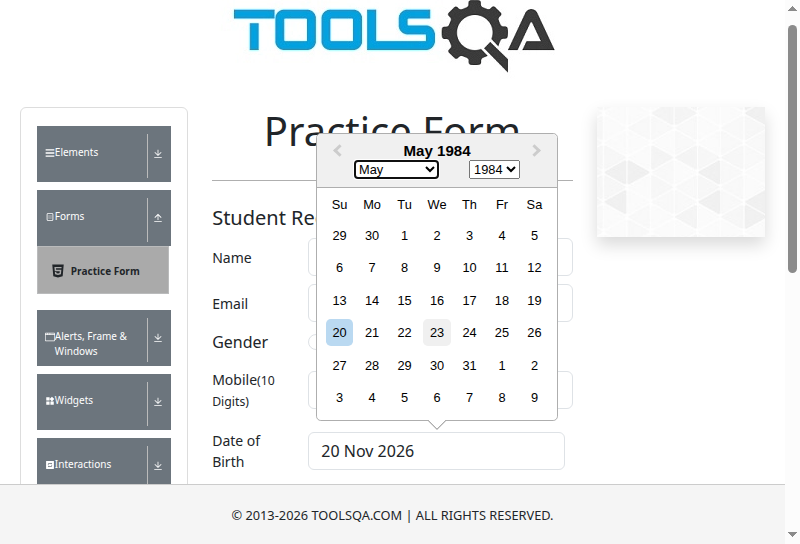 TOOLSQA
Elements
Forms
Practice Form
Alerts, Frame &
Windows
Widgets
Interactions
Practice Form
Student Re
Name
Email
Gender
Mobile(10
Digits)
Date of
Birth
May 1984
May 1984
Su Mo Tu We Th Fr Sa
29 30 1 2 3 4 5
6 7 8 9 10 11 12
13 14 15 16 17 18 19
20 21 22 23 24 25 26
27 28 29 30 31 1 2
3 4 5 6 7 8 9
20 Nov 2026
© 2013-2026 TOOLSQA.COM | ALL RIGHTS RESERVED.